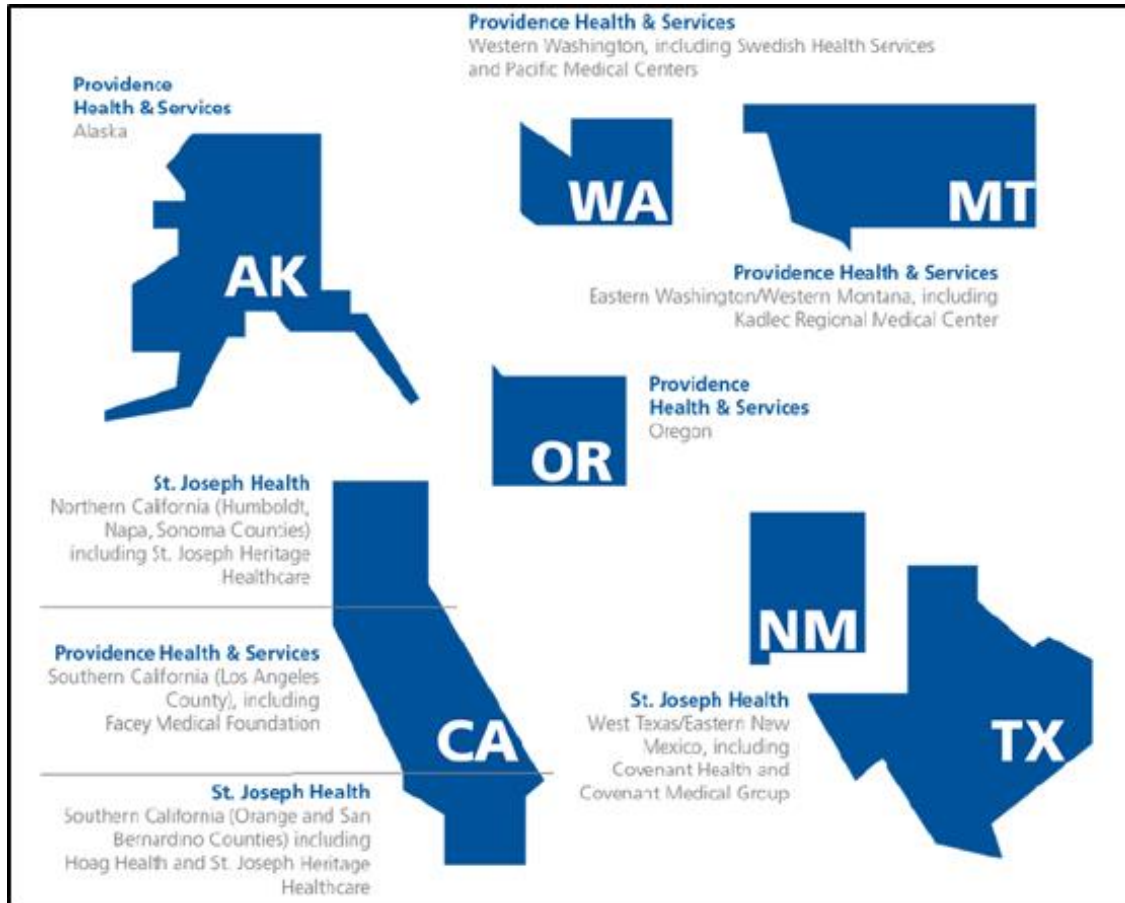 Providence Health & Services
Western Washington, including Swedish Health Services
and Pacific Medical Centers
Providence
Health & Services
Alaska
AK
WA
MT
Providence Health & Services
Eastern Washington/Western Montana, including
Kadlec Regional Medical Center
OR
Providence
Health & Services
Oregon
St. Joseph Health
Northern California (Humboldt,
Napa, Sonoma Counties)
including St. Joseph Heritage
Healthcare
Providence Health & Services
Southern California (Los Angeles
County), including
Facey Medical Foundation
CA
St. Joseph Health
Southern California (Orange and San
Bernardino Counties) including
Hoag Health and St. Joseph Heritage
Healthcare
NM
TX
St. Joseph Health
West Texas/Eastern New
Mexico, including
Covenant Health and
Covenant Medical Group